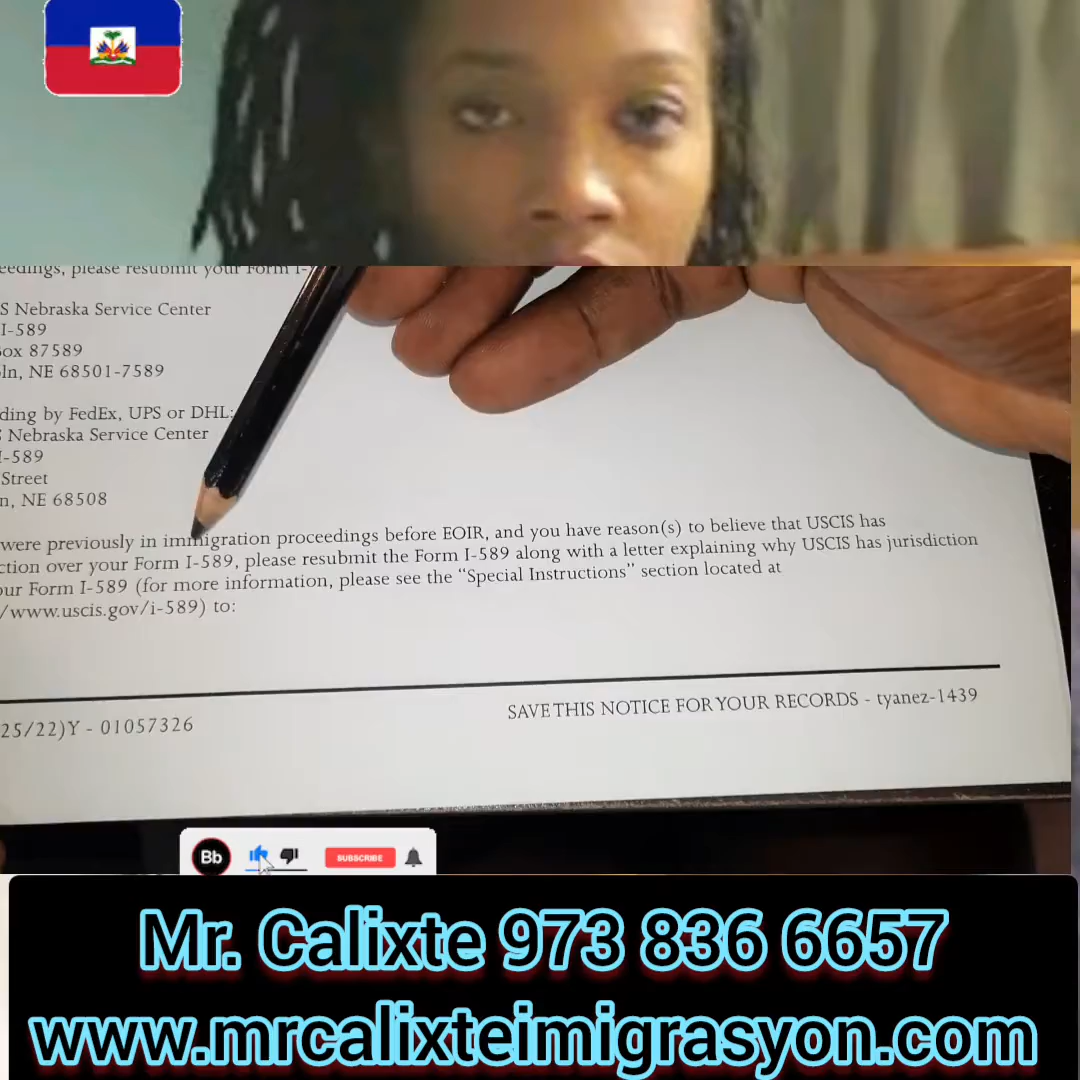 eedings, please resubmit your Form I-
S Nebraska Service Center
I-589
ox 87589
ln, NE 68501-7589
ding by FedEx, UPS or DHL:
Nebraska Service Center
I-589
Street
n, NE 68508
were previously in immigration proceedings before EOIR, and you have reason(s) to believe that USCIS has
ction over your Form I-589, please resubmit the Form I-589 along with a letter explaining why USCIS has jurisdiction
our Form I-589 (for more information, please see the "Special Instructions" section located at
/www.uscis.gov/i-589) to:
SAVE THIS NOTICE FOR YOUR RECORDS - tyanez-1439
25/22)Y - 01057326
Bb
SUBSCRIBE
Mr. Calixte 973 836 6657
www.mrcalixteimigrasyon.com